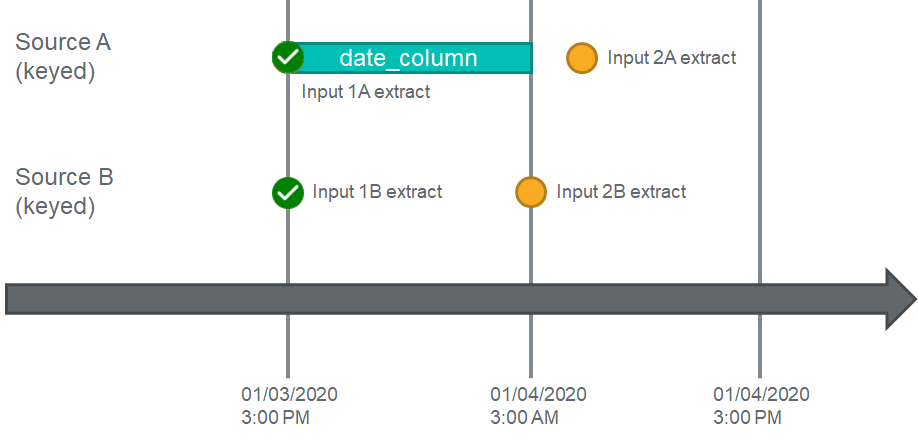 Source A
(keyed)
date_column
Input 2A extract
Input 1A extract
Source B
(keyed)
Input 1B extract
Input 2B extract
01/03/2020
3:00 PM
01/04/2020
3:00 AM
01/04/2020
3:00 PM